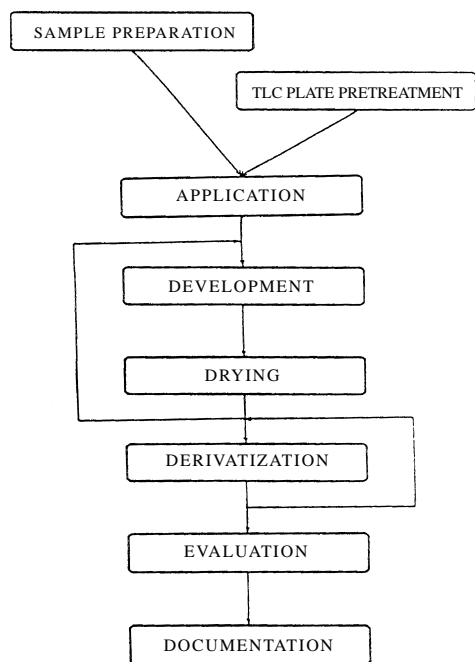 SAMPLE PREPARATION
TLC PLATE PRETREATMENT
APPLICATION
DEVELOPMENT
DRYING
DERIVATIZATION
EVALUATION
DOCUMENTATION